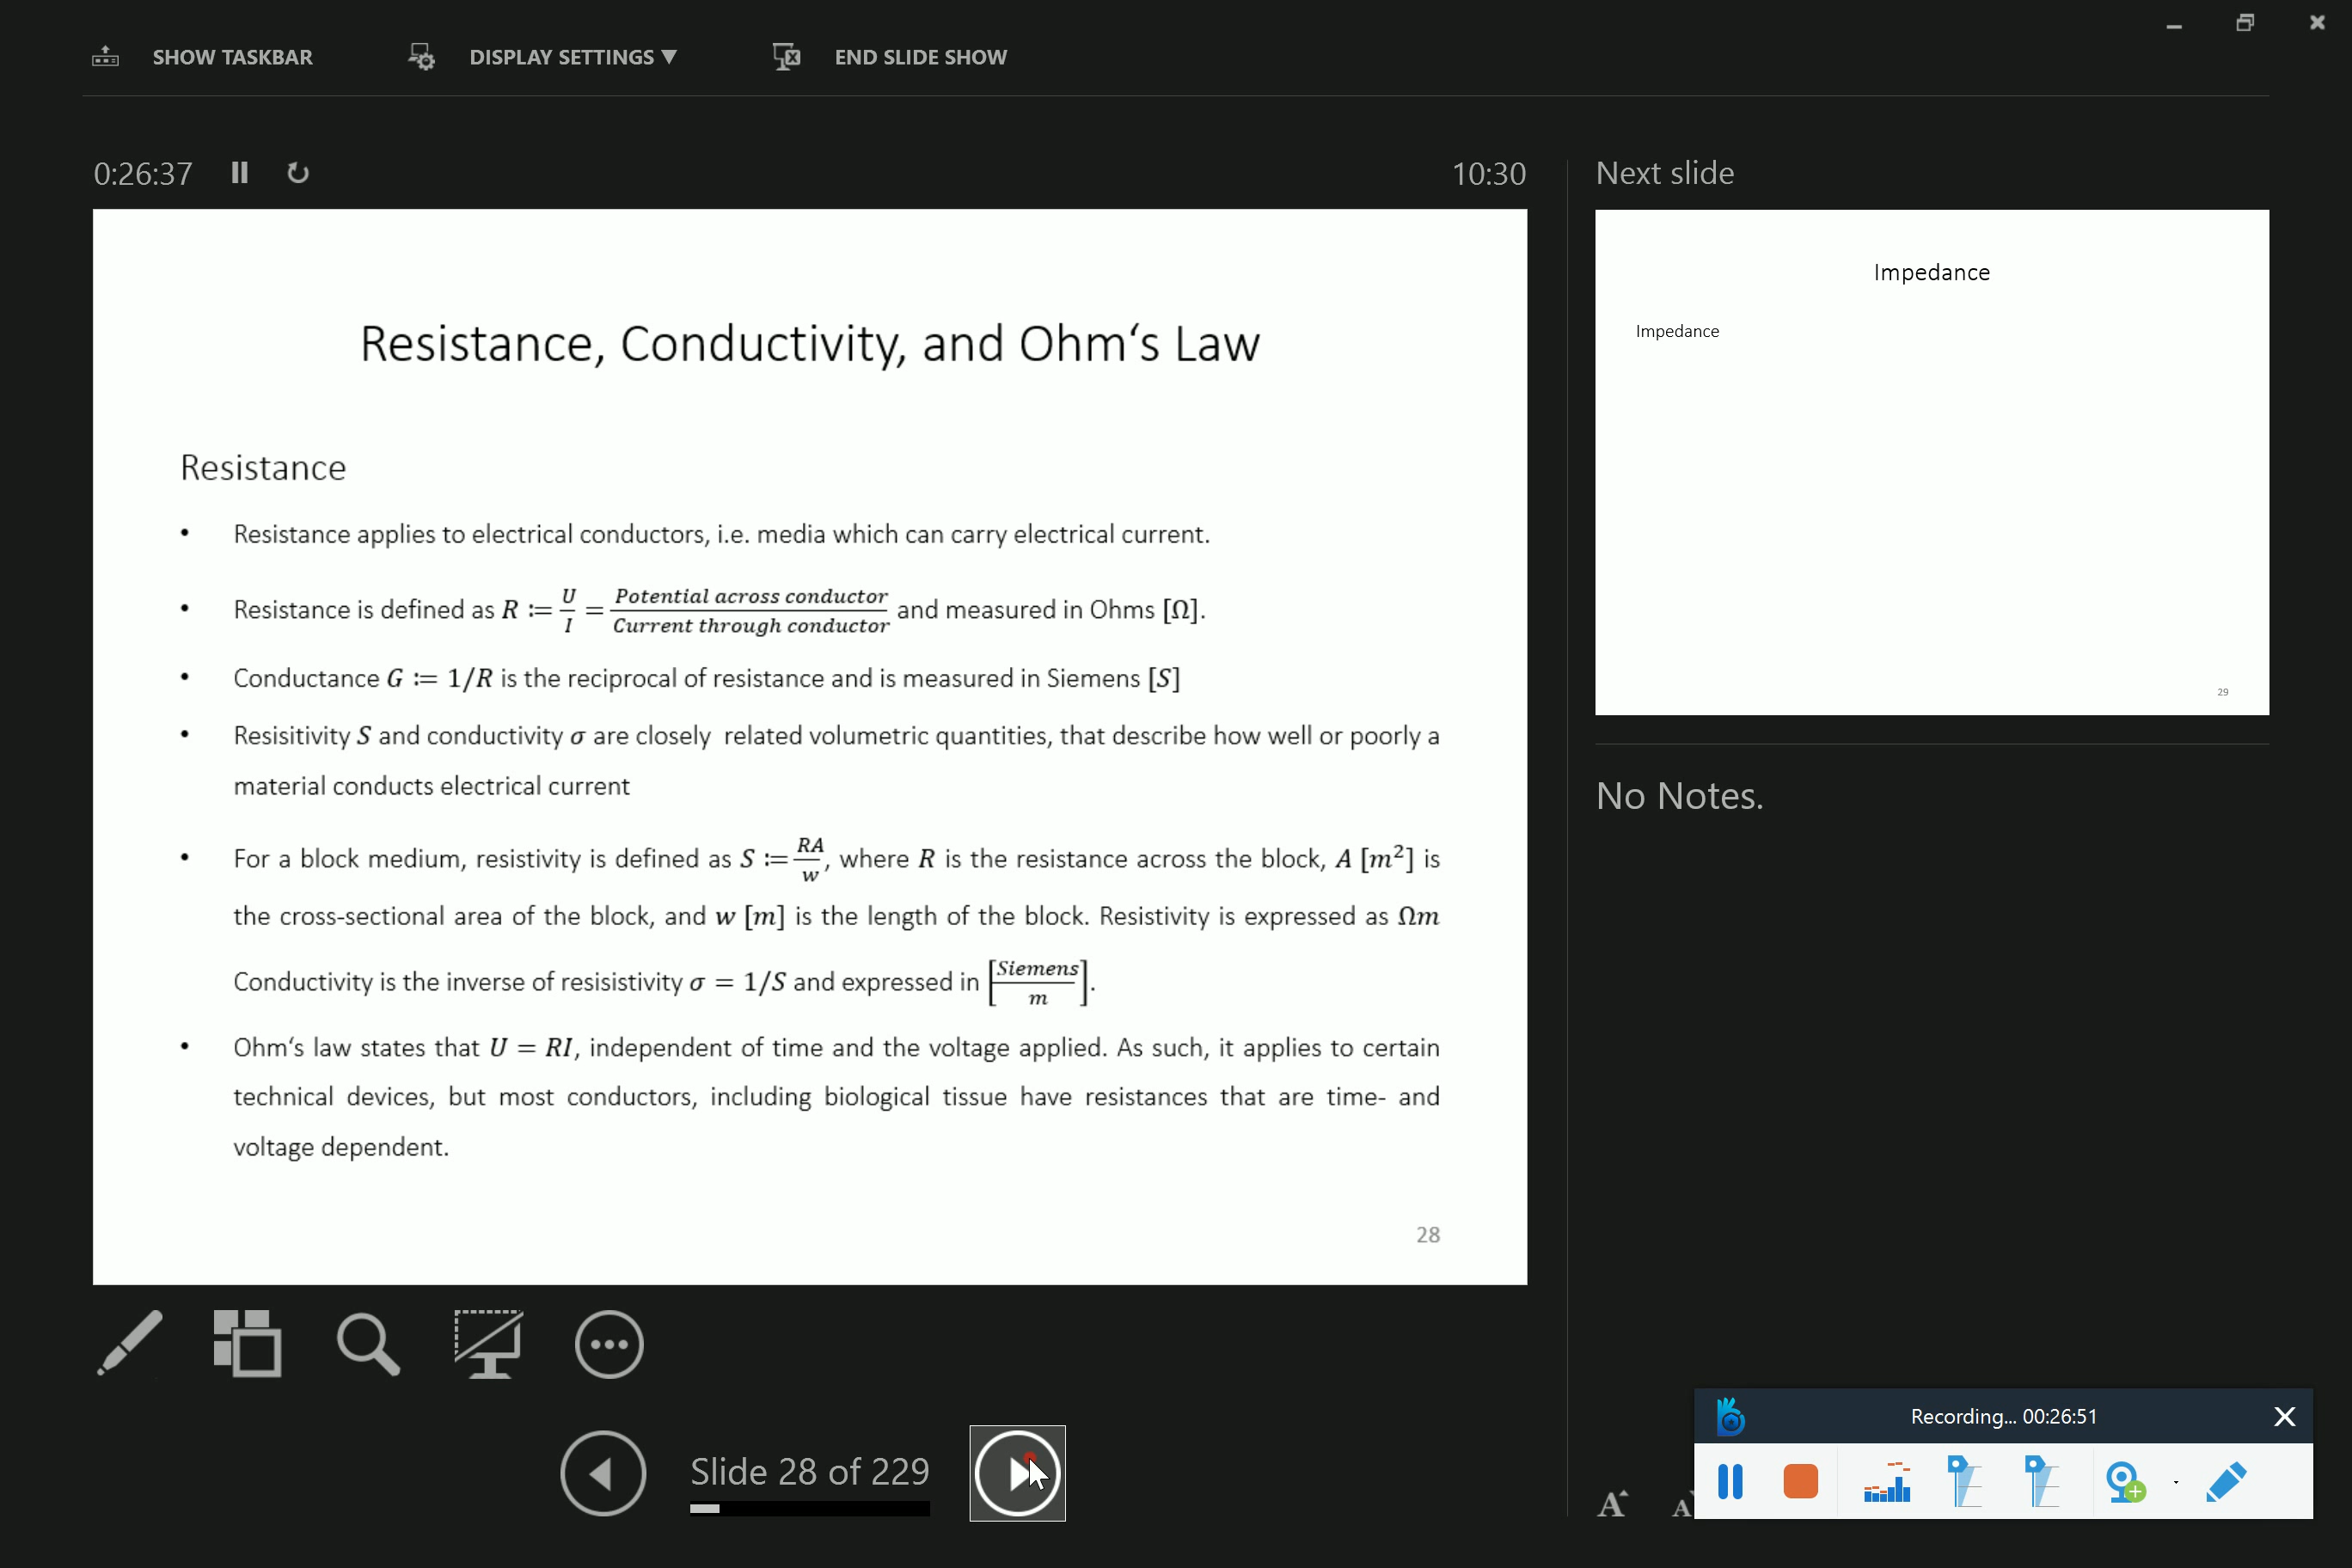 SHOW TASKBAR DISPLAY SETTINGS ▼ END SLIDE SHOW
0:26:37 10:30
Resistance, Conductivity, and Ohm‘s Law
Resistance
• Resistance applies to electrical conductors, i.e. media which can carry electrical current.
• Resistance is defined as R := U/I = Potential across conductor/Current through conductor and measured in Ohms [Ω].
• Conductance G := 1/R is the reciprocal of resistance and is measured in Siemens [S]
• Resisitivity S and conductivity σ are closely related volumetric quantities, that describe how well or poorly a
material conducts electrical current
• For a block medium, resistivity is defined as S := RA/w, where R is the resistance across the block, A [m²] is
the cross-sectional area of the block, and w [m] is the length of the block. Resistivity is expressed as Ωm
Conductivity is the inverse of resisistivity σ = 1/S and expressed in [Siemens/m].
• Ohm‘s law states that U = RI, independent of time and the voltage applied. As such, it applies to certain
technical devices, but most conductors, including biological tissue have resistances that are time- and
voltage dependent.
28
Slide 28 of 229
Next slide
Impedance
Impedance
29
No Notes.
A A
Recording... 00:26:51